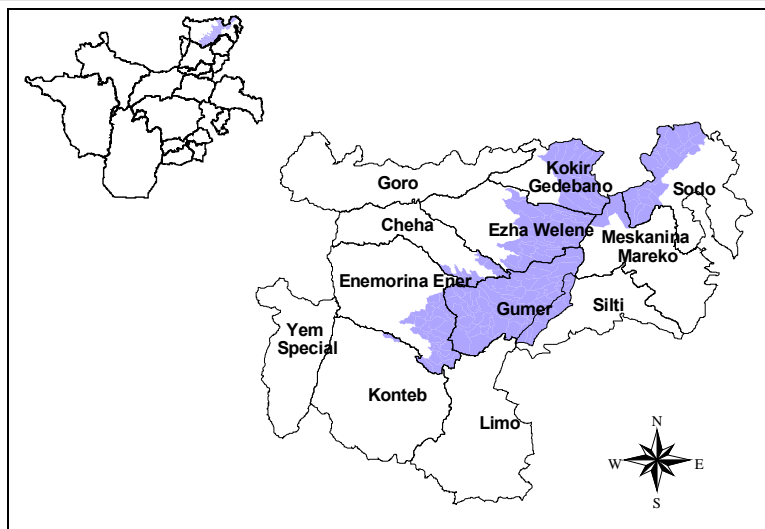 Kokir
Gedebano
Goro
Sodo
Cheha
Ezha Welene
Meskanina
Mareko
Enemorina Ener
Gumer
Silti
Yem
Special
Konteb
Limo
N
W
E
S